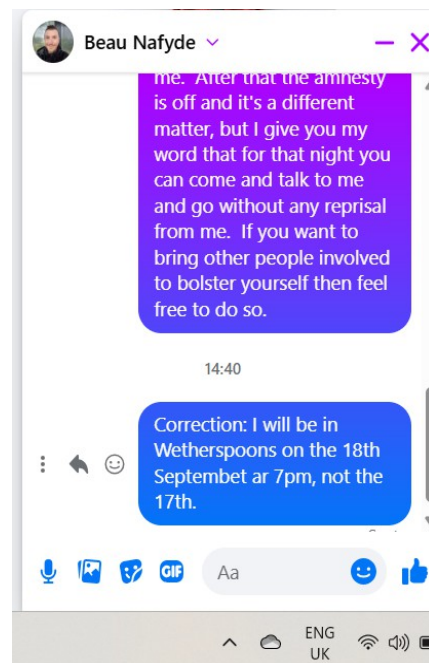 Beau Nafyde
me. After that the amnesty
is off and it's a different
matter, but I give you my
word that for that night you
can come and talk to me
and go without any reprisal
from me. If you want to
bring other people involved
to bolster yourself then feel
free to do so.
14:40
Correction: I will be in
Wetherspoons on the 18th
Septembet ar 7pm, not the
17th.
GIF
Aa
ENG
UK